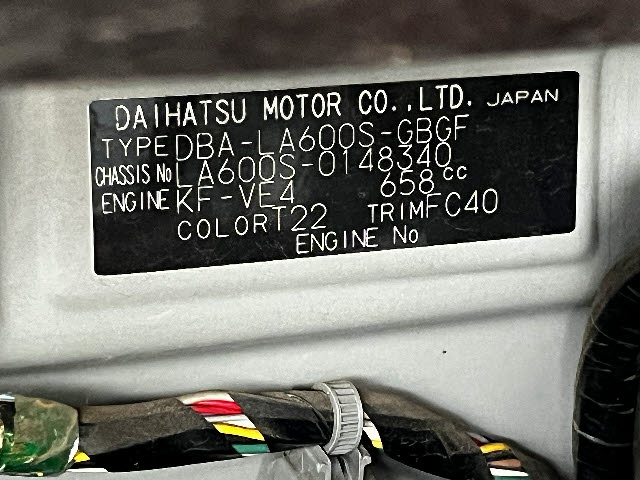 DAIHATSU MOTOR CO.,LTD. JAPAN
TYPE DBA-LA600S-GBGF
CHASSIS No LA600S-0148340
ENGINE KF-VE4 658cc
COLOR T22 TRIM FC40
ENGINE No